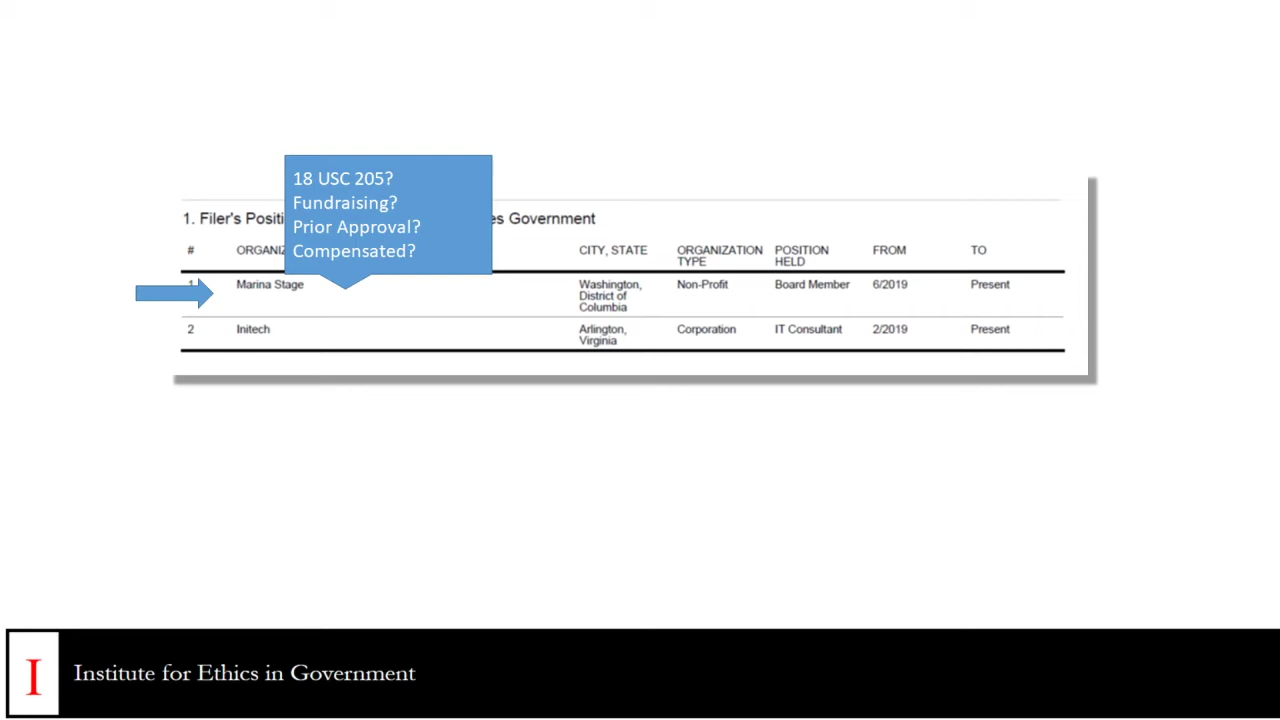 18 USC 205?
Fundraising?
Prior Approval?
Compensated?
1. Filer's Positi es Government
# ORGANIZ CITY, STATE ORGANIZATION TYPE POSITION HELD FROM TO
1 Marina Stage Washington, District of Columbia Non-Profit Board Member 6/2019 Present
2 Initech Arlington, Virginia Corporation IT Consultant 2/2019 Present
I Institute for Ethics in Government